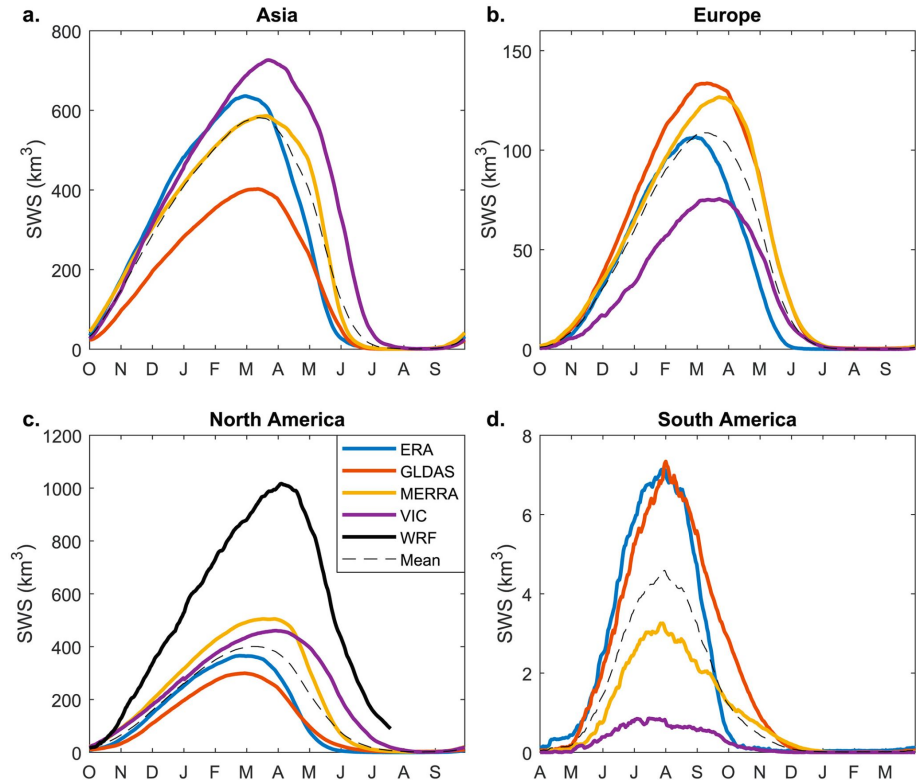 a. Asia
SWS (km³)
800
600
400
200
0
O N D J F M A M J J A S
b. Europe
SWS (km³)
150
100
50
0
O N D J F M A M J J A S
c. North America
SWS (km³)
1200
1000
800
600
400
200
0
O N D J F M A M J J A S
ERA
GLDAS
MERRA
VIC
WRF
Mean
d. South America
SWS (km³)
8
6
4
2
0
A M J J A S O N D J F M